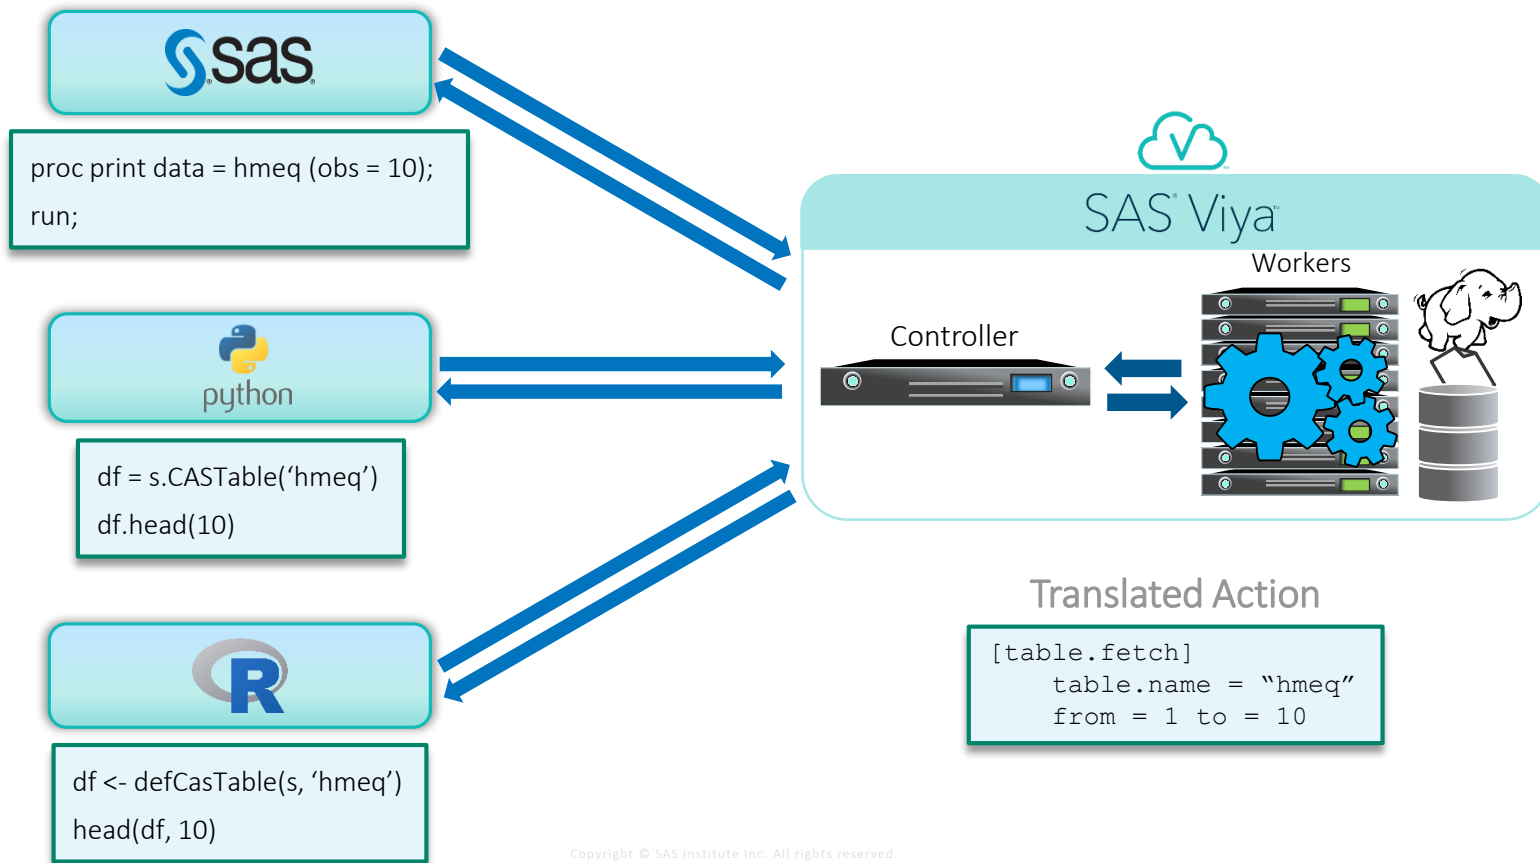 sas
proc print data = hmeq (obs = 10);
run;
python
df = s.CASTable(‘hmeq’)
df.head(10)
R
df <- defCasTable(s, ‘hmeq’)
head(df, 10)
SAS® Viya™
Workers
Controller
Translated Action
[table.fetch]
table.name = “hmeq”
from = 1 to = 10
Copyright © SAS Institute Inc. All rights reserved.